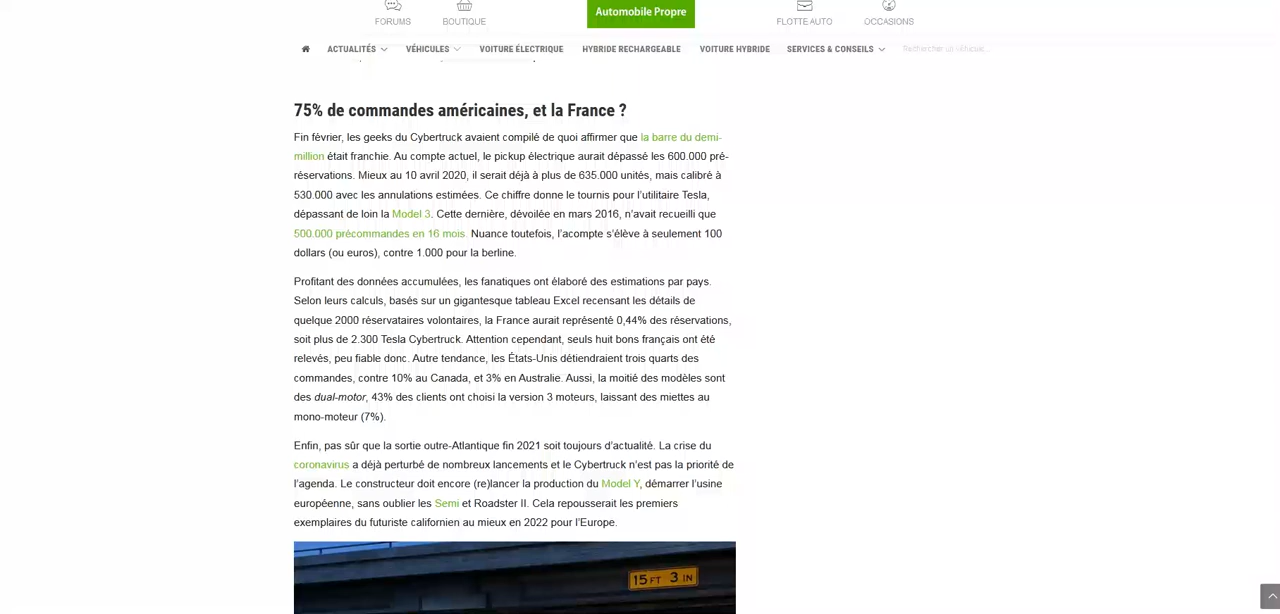 Automobile Propre
FORUMS
BOUTIQUE
FLOTTE AUTO
OCCASIONS
ACTUALITÉS
VÉHICULES
VOITURE ÉLECTRIQUE
HYBRIDE RECHARGEABLE
VOITURE HYBRIDE
SERVICES & CONSEILS
75% de commandes américaines, et la France ?
Fin février, les geeks du Cybertruck avaient compilé de quoi affirmer que la barre du demi-
million était franchie. Au compte actuel, le pickup électrique aurait dépassé les 600.000 pré-
réservations. Mieux au 10 avril 2020, il serait déjà à plus de 635.000 unités, mais calibré à
530.000 avec les annulations estimées. Ce chiffre donne le tournis pour l’utilitaire Tesla,
dépassant de loin la Model 3. Cette dernière, dévoilée en mars 2016, n’avait recueilli que
500.000 précommandes en 16 mois. Nuance toutefois, l’acompte s’élève à seulement 100
dollars (ou euros), contre 1.000 pour la berline.
Profitant des données accumulées, les fanatiques ont élaboré des estimations par pays.
Selon leurs calculs, basés sur un gigantesque tableau Excel recensant les détails de
quelque 2000 réservataires volontaires, la France aurait représenté 0,44% des réservations,
soit plus de 2.300 Tesla Cybertruck. Attention cependant, seuls huit bons français ont été
relevés, peu fiable donc. Autre tendance, les États-Unis détiendraient trois quarts des
commandes, contre 10% au Canada, et 3% en Australie. Aussi, la moitié des modèles sont
des dual-motor, 43% des clients ont choisi la version 3 moteurs, laissant des miettes au
mono-moteur (7%).
Enfin, pas sûr que la sortie outre-Atlantique fin 2021 soit toujours d’actualité. La crise du
coronavirus a déjà perturbé de nombreux lancements et le Cybertruck n’est pas la priorité de
l’agenda. Le constructeur doit encore (re)lancer la production du Model Y, démarrer l’usine
européenne, sans oublier les Semi et Roadster II. Cela repousserait les premiers
exemplaires du futuriste californien au mieux en 2022 pour l’Europe.
15 FT 3 IN